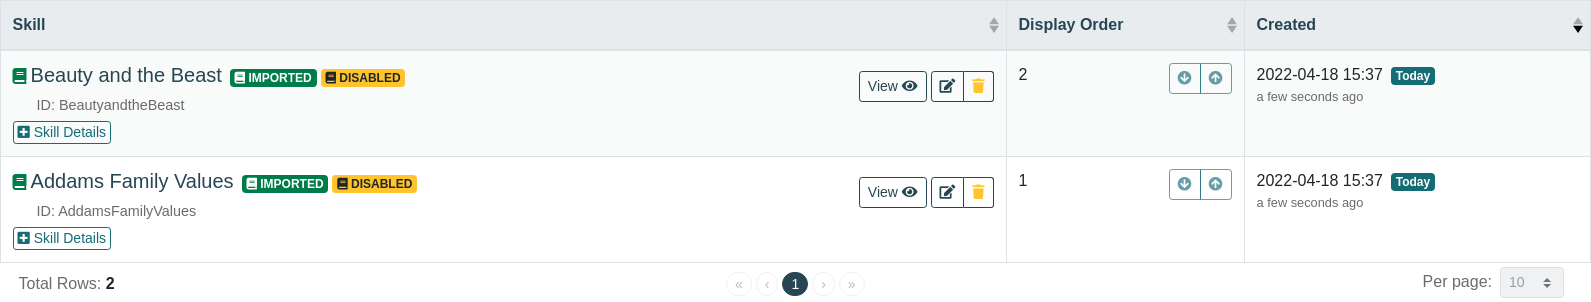 Skill Display Order Created
Beauty and the Beast IMPORTED DISABLED View 2 2022-04-18 15:37 Today
ID: BeautyandtheBeast a few seconds ago
Skill Details
Addams Family Values IMPORTED DISABLED View 1 2022-04-18 15:37 Today
ID: AddamsFamilyValues a few seconds ago
Skill Details
Total Rows: 2 « ‹ 1 › » Per page: 10